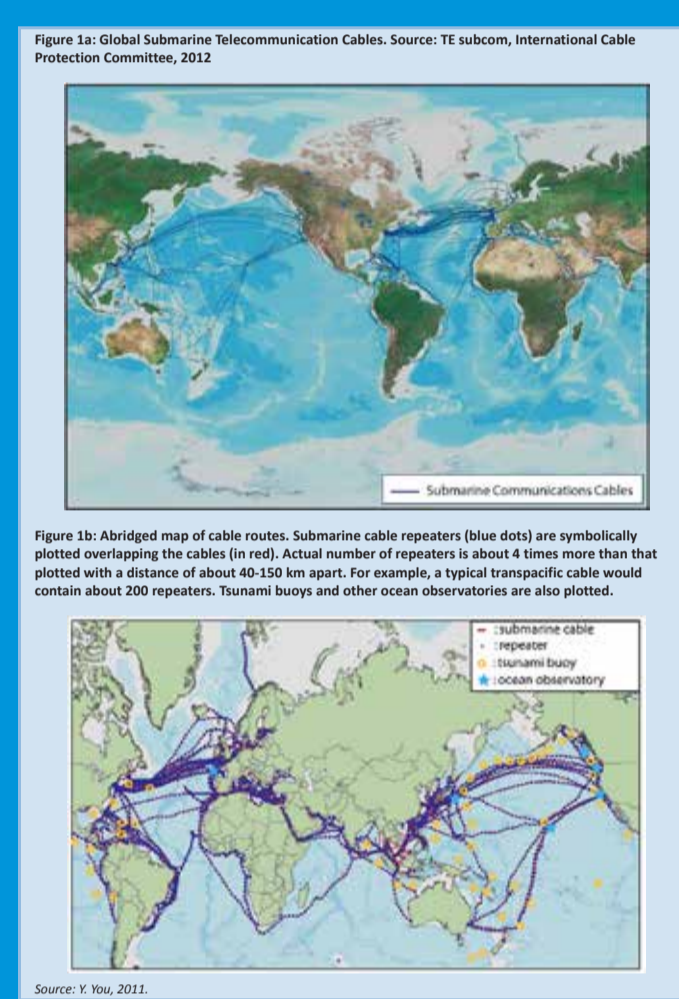 Figure 1a: Global Submarine Telecommunication Cables. Source: TE subcom, International Cable
Protection Committee, 2012
Submarine Communications Cables
Figure 1b: Abridged map of cable routes. Submarine cable repeaters (blue dots) are symbolically
plotted overlapping the cables (in red). Actual number of repeaters is about 4 times more than that
plotted with a distance of about 40-150 km apart. For example, a typical transpacific cable would
contain about 200 repeaters. Tsunami buoys and other ocean observatories are also plotted.
:submarine cable
:repeater
:tsunami buoy
:ocean observatory
Source: Y. You, 2011.